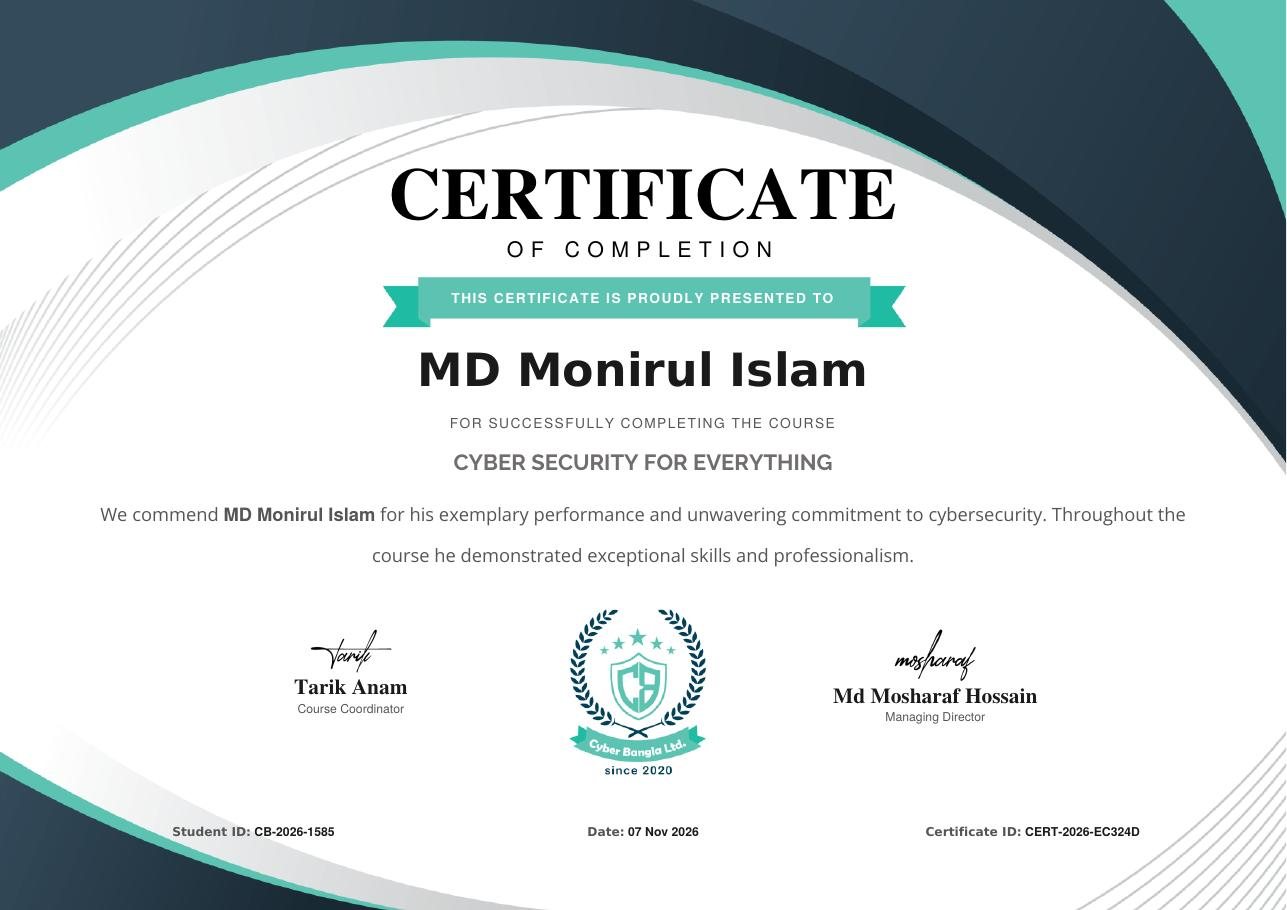 CERTIFICATE
OF COMPLETION
THIS CERTIFICATE IS PROUDLY PRESENTED TO
MD Monirul Islam
FOR SUCCESSFULLY COMPLETING THE COURSE
CYBER SECURITY FOR EVERYTHING
We commend MD Monirul Islam for his exemplary performance and unwavering commitment to cybersecurity. Throughout the
course he demonstrated exceptional skills and professionalism.
Tarik
Tarik Anam
Course Coordinator
CB
Cyber Bangla Ltd.
since 2020
mosharaf
Md Mosharaf Hossain
Managing Director
Student ID: CB-2026-1585
Date: 07 Nov 2026
Certificate ID: CERT-2026-EC324D